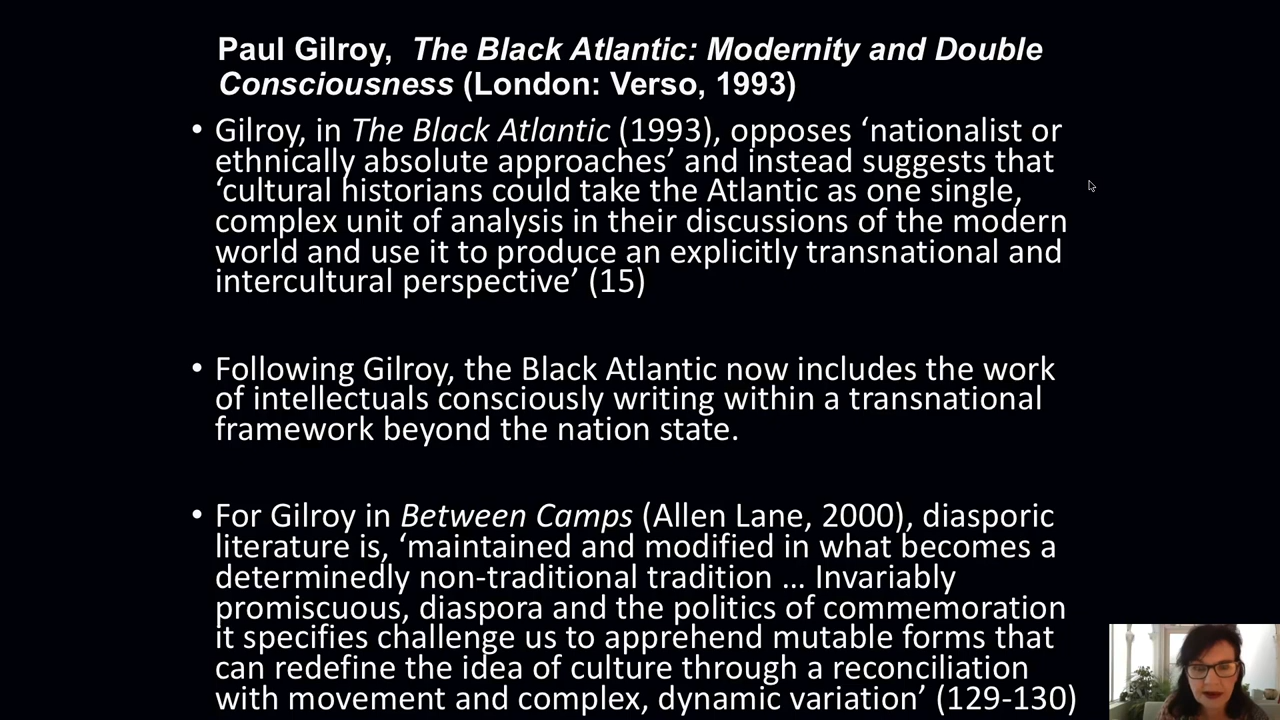 Paul Gilroy, The Black Atlantic: Modernity and Double
Consciousness (London: Verso, 1993)
• Gilroy, in The Black Atlantic (1993), opposes ‘nationalist or
ethnically absolute approaches’ and instead suggests that
‘cultural historians could take the Atlantic as one single,
complex unit of analysis in their discussions of the modern
world and use it to produce an explicitly transnational and
intercultural perspective’ (15)
• Following Gilroy, the Black Atlantic now includes the work
of intellectuals consciously writing within a transnational
framework beyond the nation state.
• For Gilroy in Between Camps (Allen Lane, 2000), diasporic
literature is, ‘maintained and modified in what becomes a
determinedly non-traditional tradition … Invariably
promiscuous, diaspora and the politics of commemoration
it specifies challenge us to apprehend mutable forms that
can redefine the idea of culture through a reconciliation
with movement and complex, dynamic variation’ (129-130)